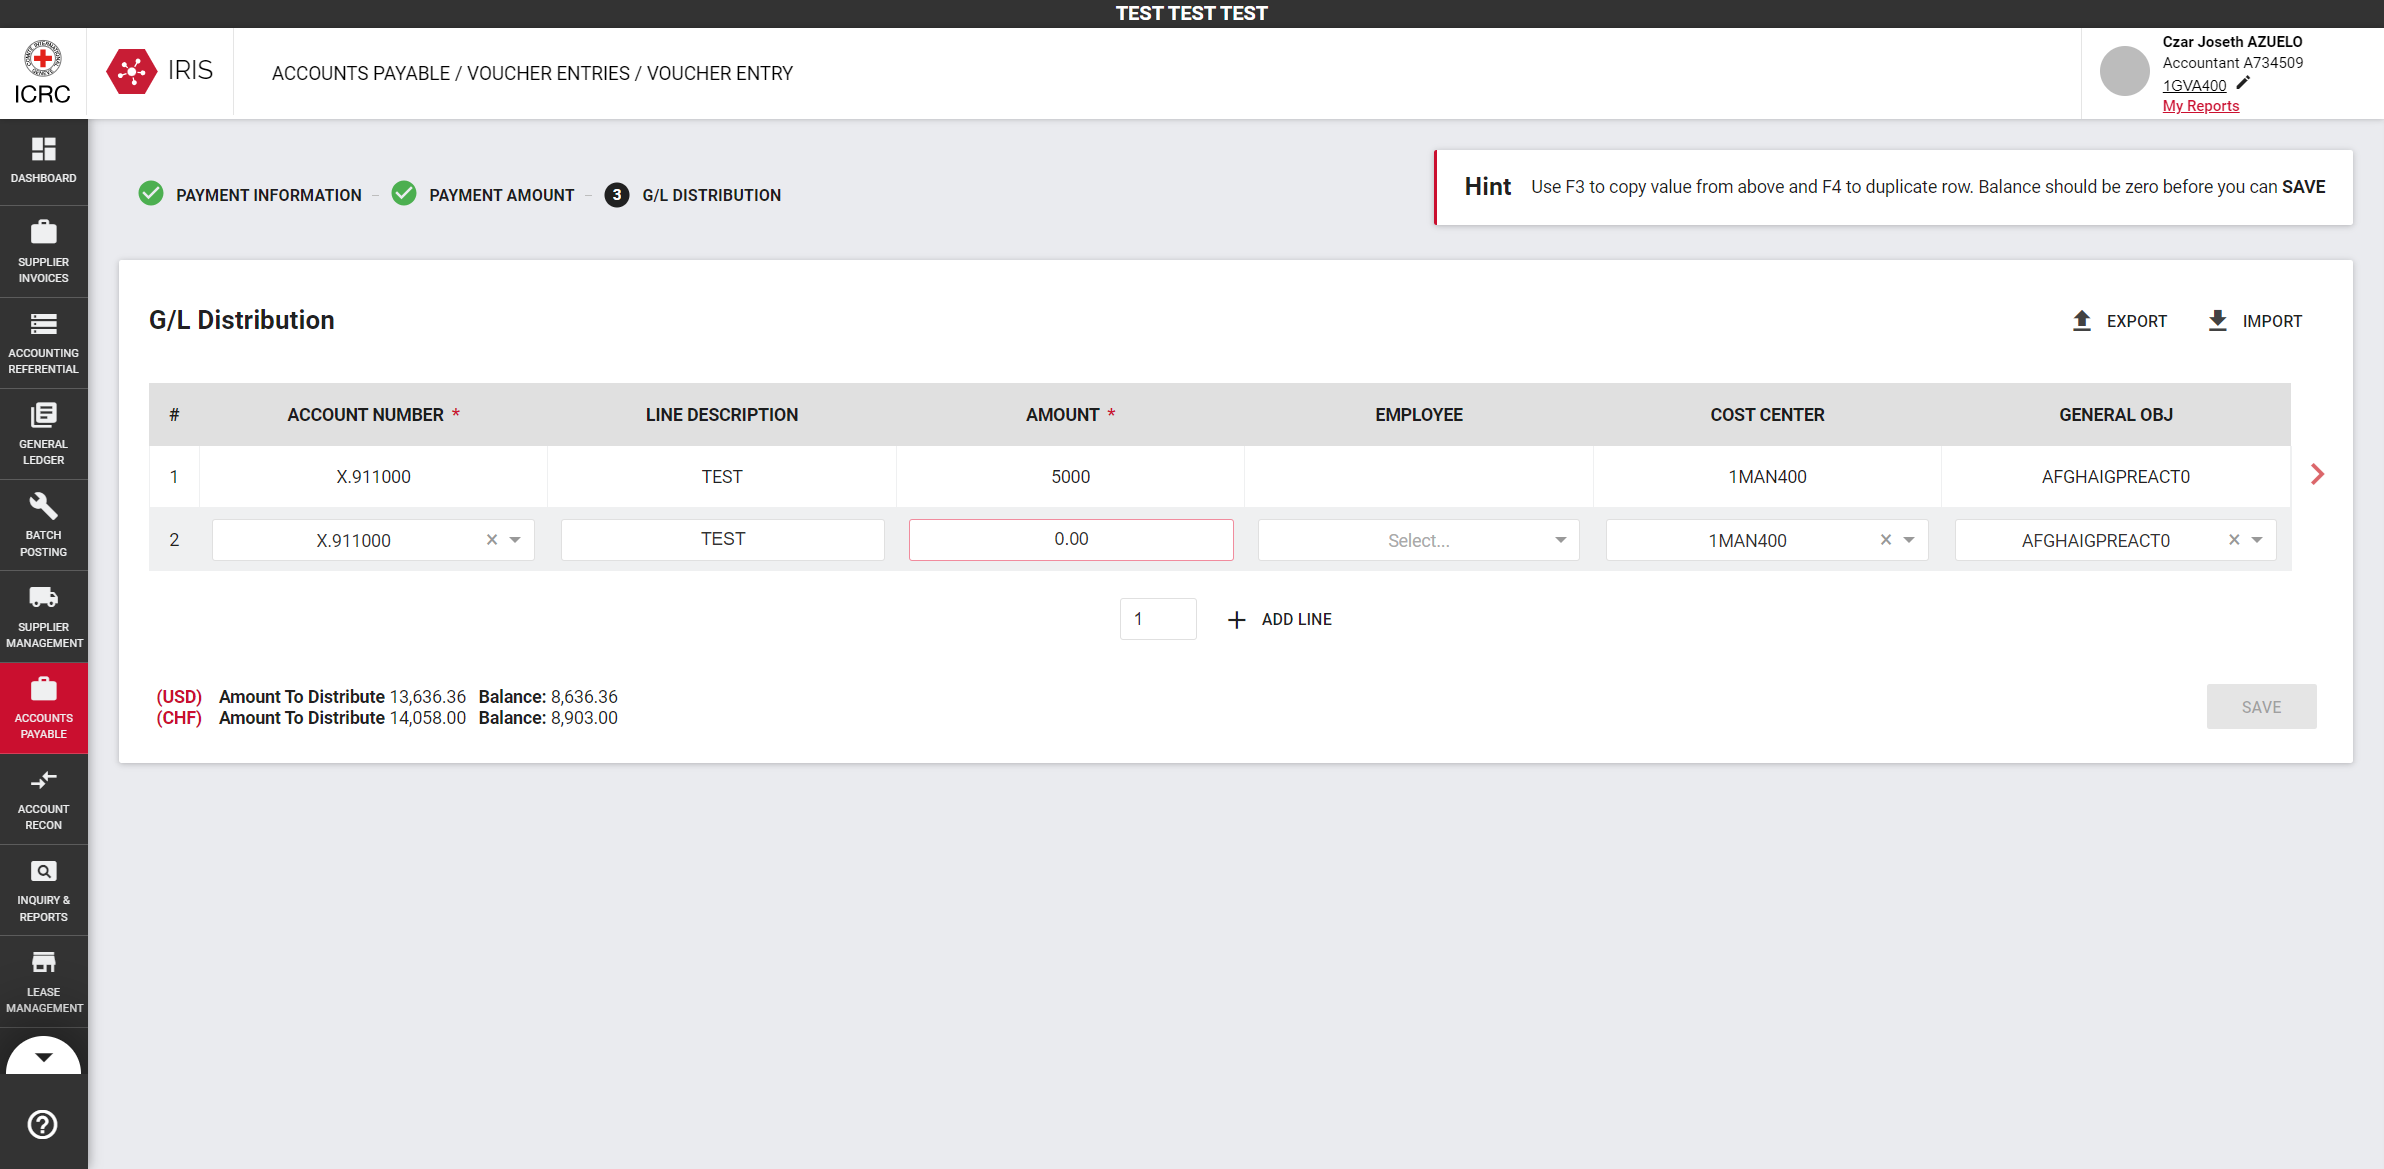 TEST TEST TEST
ICRC
IRIS
ACCOUNTS PAYABLE / VOUCHER ENTRIES / VOUCHER ENTRY
Czar Joseth AZUELO
Accountant A734509
1GVA400
My Reports
DASHBOARD
SUPPLIER
INVOICES
ACCOUNTING
REFERENTIAL
GENERAL
LEDGER
BATCH
POSTING
SUPPLIER
MANAGEMENT
ACCOUNTS
PAYABLE
ACCOUNT
RECON
INQUIRY &
REPORTS
LEASE
MANAGEMENT
PAYMENT INFORMATION
PAYMENT AMOUNT
3 G/L DISTRIBUTION
Hint Use F3 to copy value from above and F4 to duplicate row. Balance should be zero before you can SAVE
G/L Distribution
EXPORT IMPORT
# ACCOUNT NUMBER * LINE DESCRIPTION AMOUNT * EMPLOYEE COST CENTER GENERAL OBJ
1 X.911000 TEST 5000 1MAN400 AFGHAIGPREACT0
2 X.911000 TEST 0.00 Select... 1MAN400 AFGHAIGPREACT0
1 ADD LINE
(USD) Amount To Distribute 13,636.36 Balance: 8,636.36
(CHF) Amount To Distribute 14,058.00 Balance: 8,903.00
SAVE